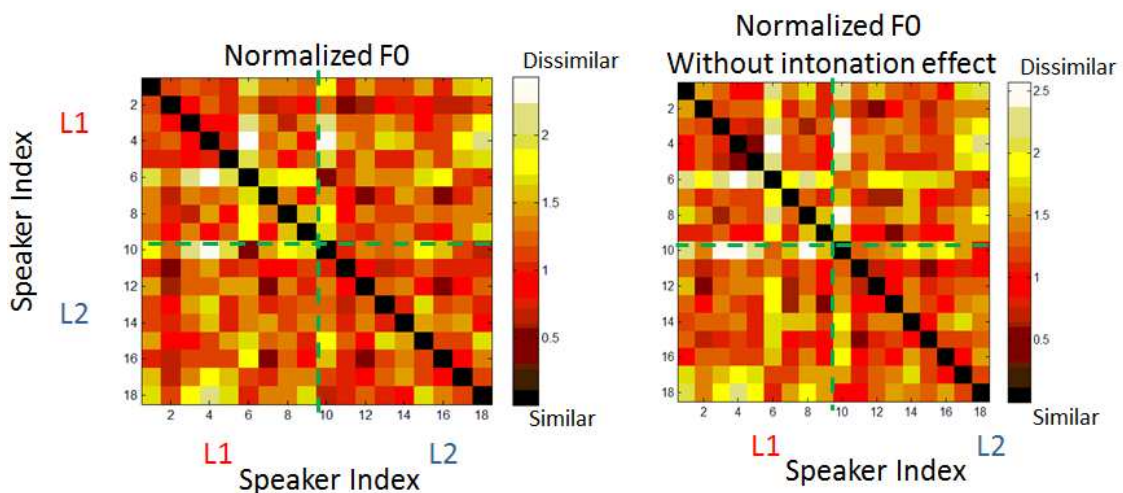 Normalized F0
Dissimilar
2
1.5
1
0.5
Similar
L1
L2
Speaker Index
2
4
6
8
10
12
14
16
18
2 4 6 8 10 12 14 16 18
L1 L2
Speaker Index
Normalized F0
Without intonation effect
Dissimilar
2.5
2
1.5
1
0.5
Similar
2
4
6
8
10
12
14
16
18
2 4 6 8 10 12 14 16 18
L1 L2
Speaker Index